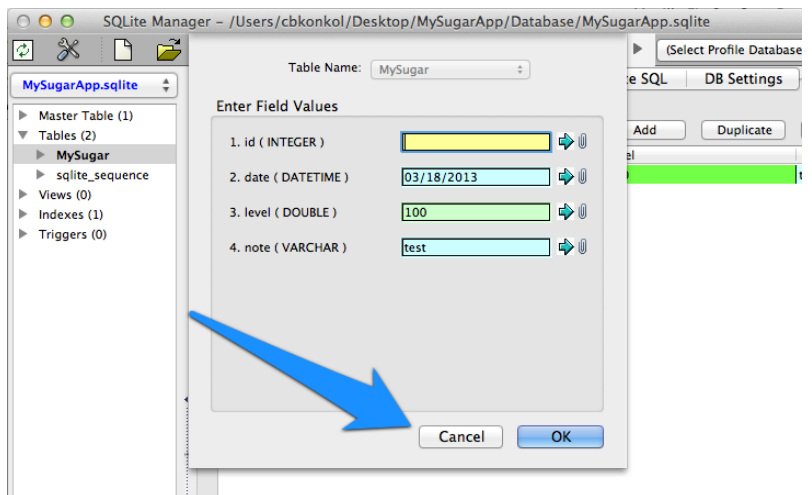 SQLite Manager – /Users/cbkonkol/Desktop/MySugarApp/Database/MySugarApp.sqlite
(Select Profile Database
MySugarApp.sqlite
DB Settings
Master Table (1)
Tables (2)
MySugar
sqlite_sequence
Views (0)
Indexes (1)
Triggers (0)
Table Name: MySugar
Enter Field Values
1. id ( INTEGER )
2. date ( DATETIME ) 03/18/2013
3. level ( DOUBLE ) 100
4. note ( VARCHAR ) test
Cancel OK
Add Duplicate